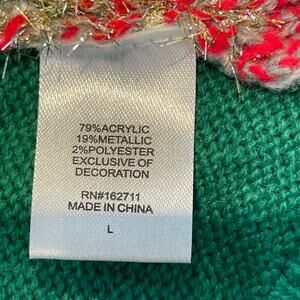 79%ACRYLIC
19%METALLIC
2%POLYESTER
EXCLUSIVE OF
DECORATION
RN#162711
MADE IN CHINA
L